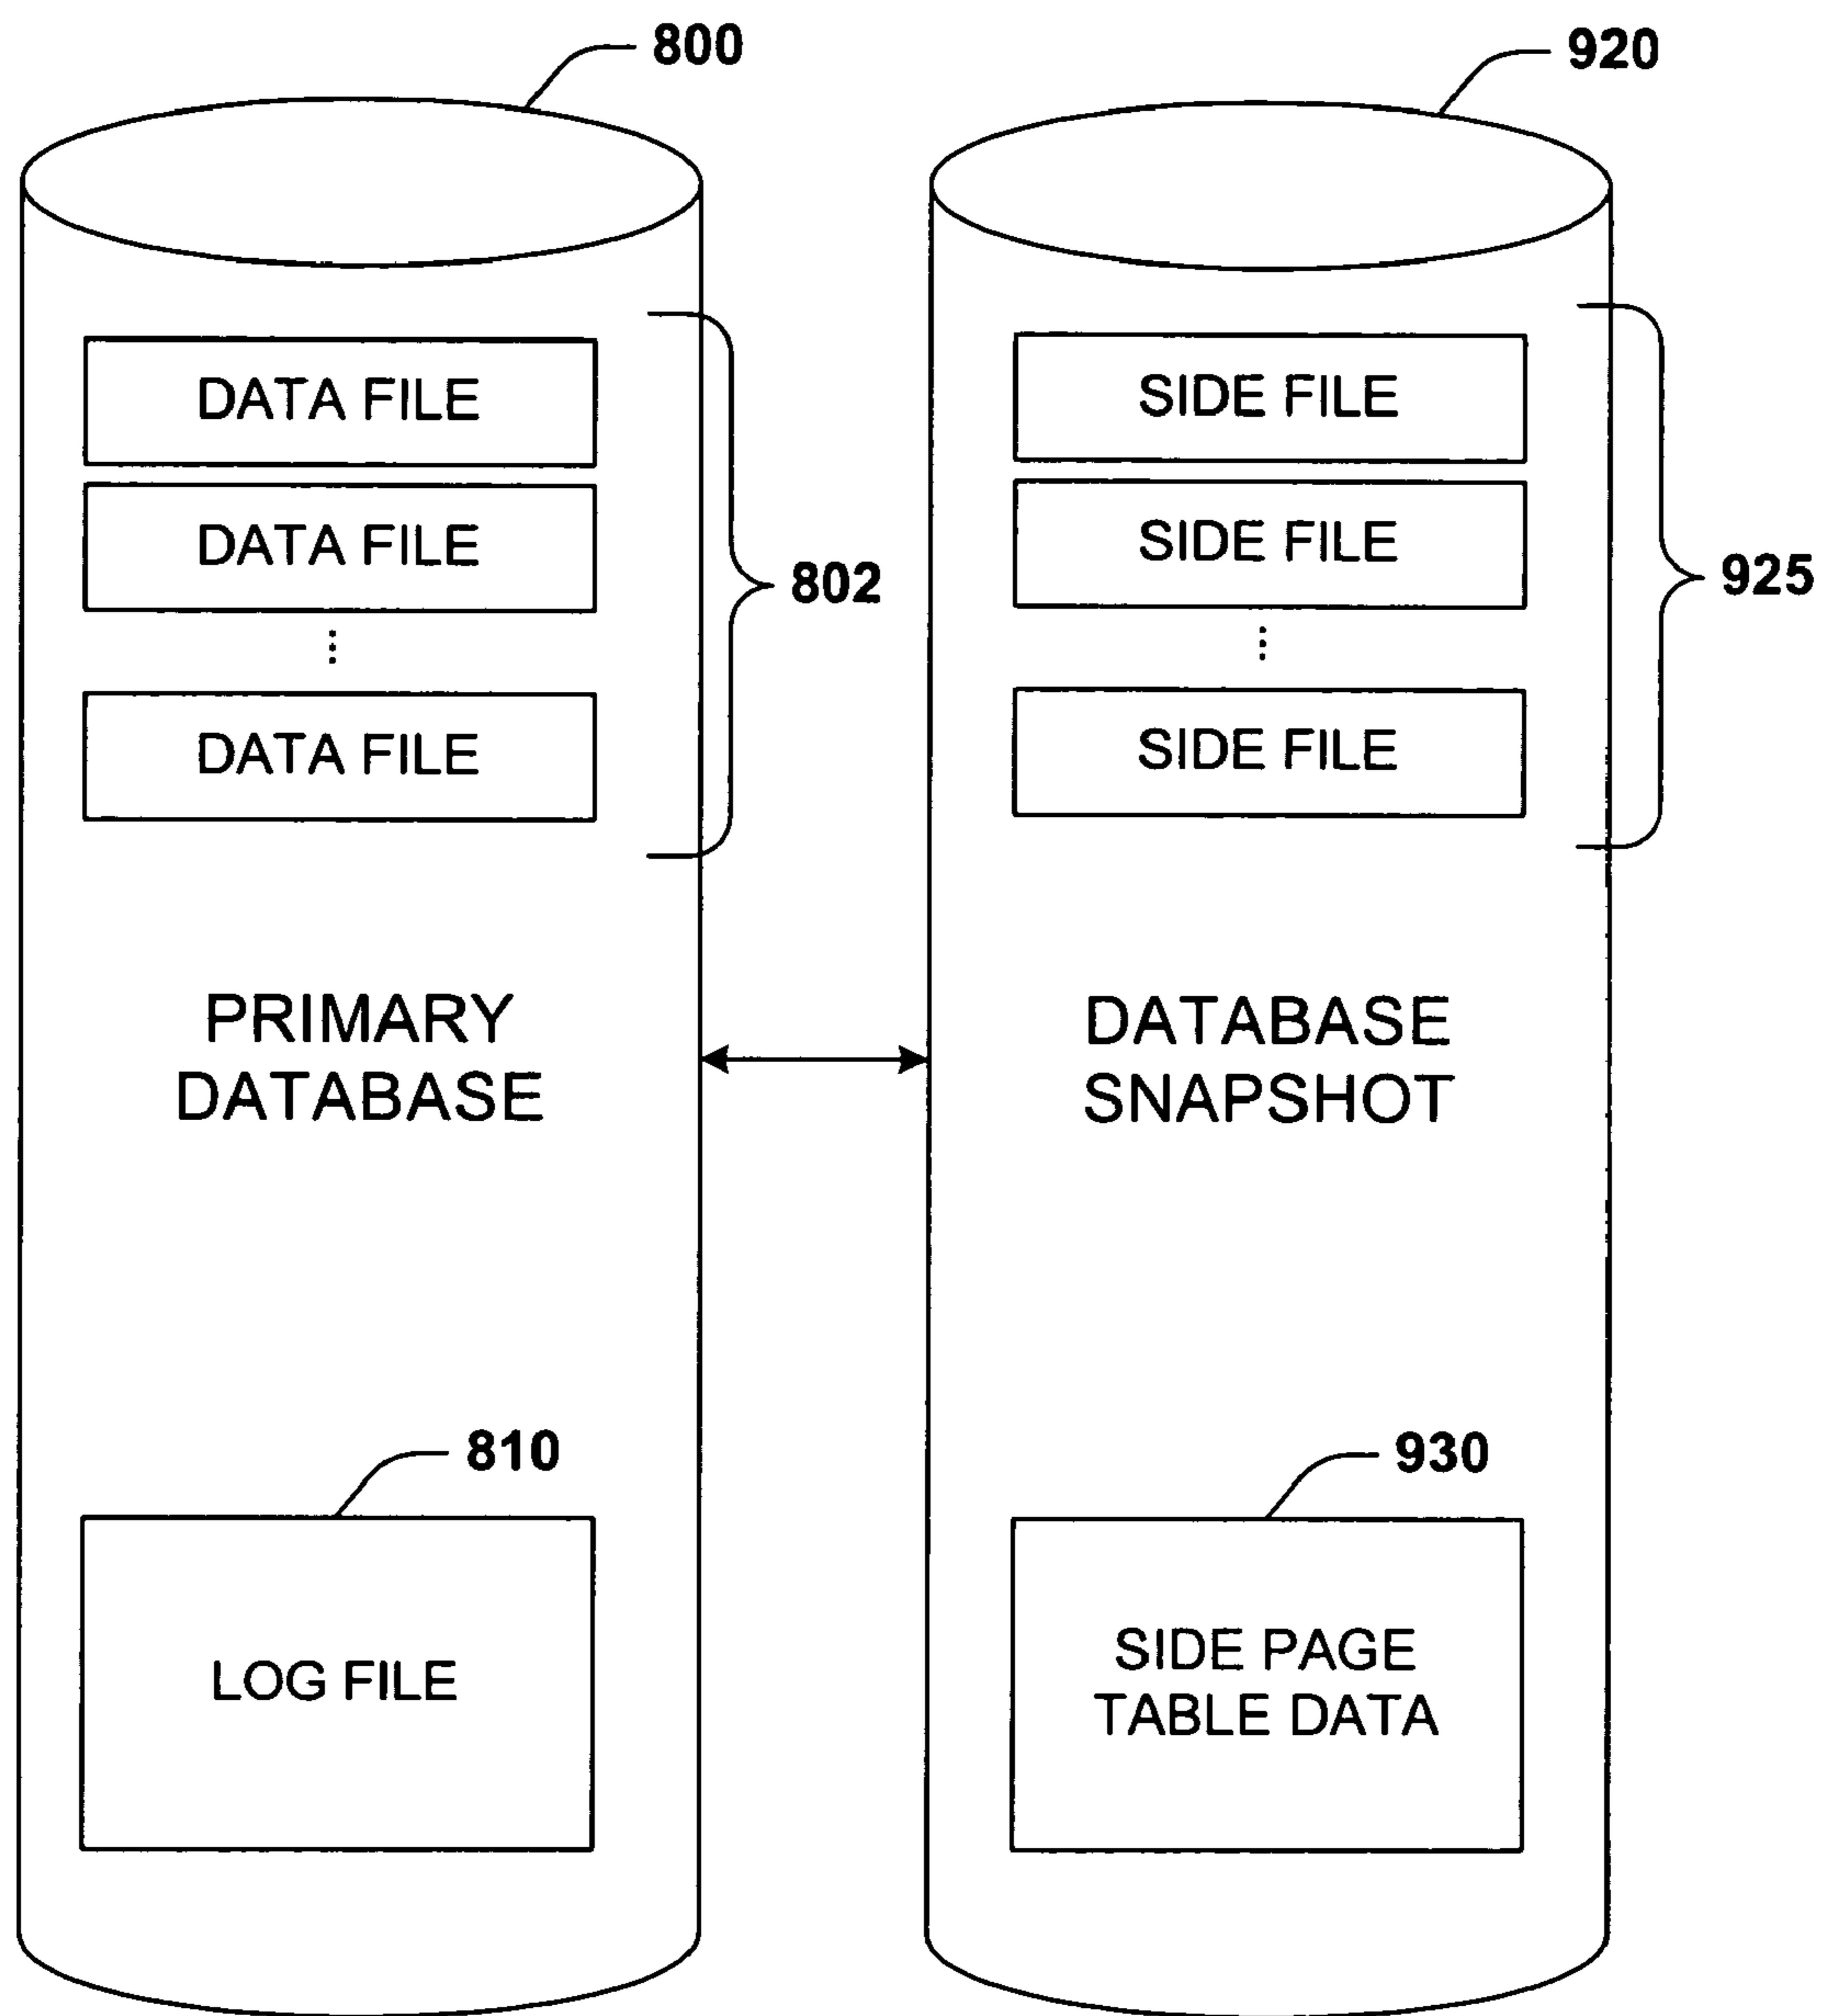 800
DATA FILE
DATA FILE
DATA FILE
802
PRIMARY
DATABASE
810
LOG FILE
920
SIDE FILE
SIDE FILE
SIDE FILE
925
DATABASE
SNAPSHOT
930
SIDE PAGE
TABLE DATA